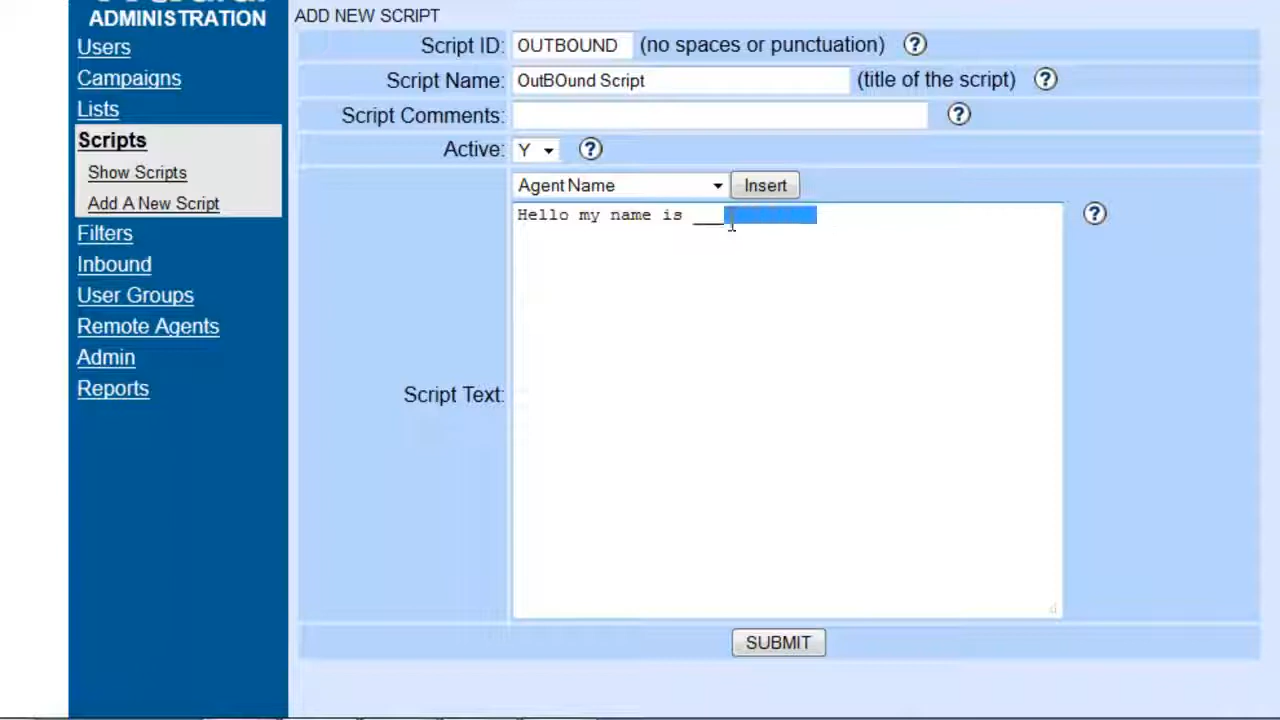 ADMINISTRATION
Users
Campaigns
Lists
Scripts
Show Scripts
Add A New Script
Filters
Inbound
User Groups
Remote Agents
Admin
Reports
ADD NEW SCRIPT
Script ID: OUTBOUND (no spaces or punctuation) ?
Script Name: OutBOund Script (title of the script) ?
Script Comments: ?
Active: Y ?
Agent Name Insert
Hello my name is ___
?
Script Text:
SUBMIT